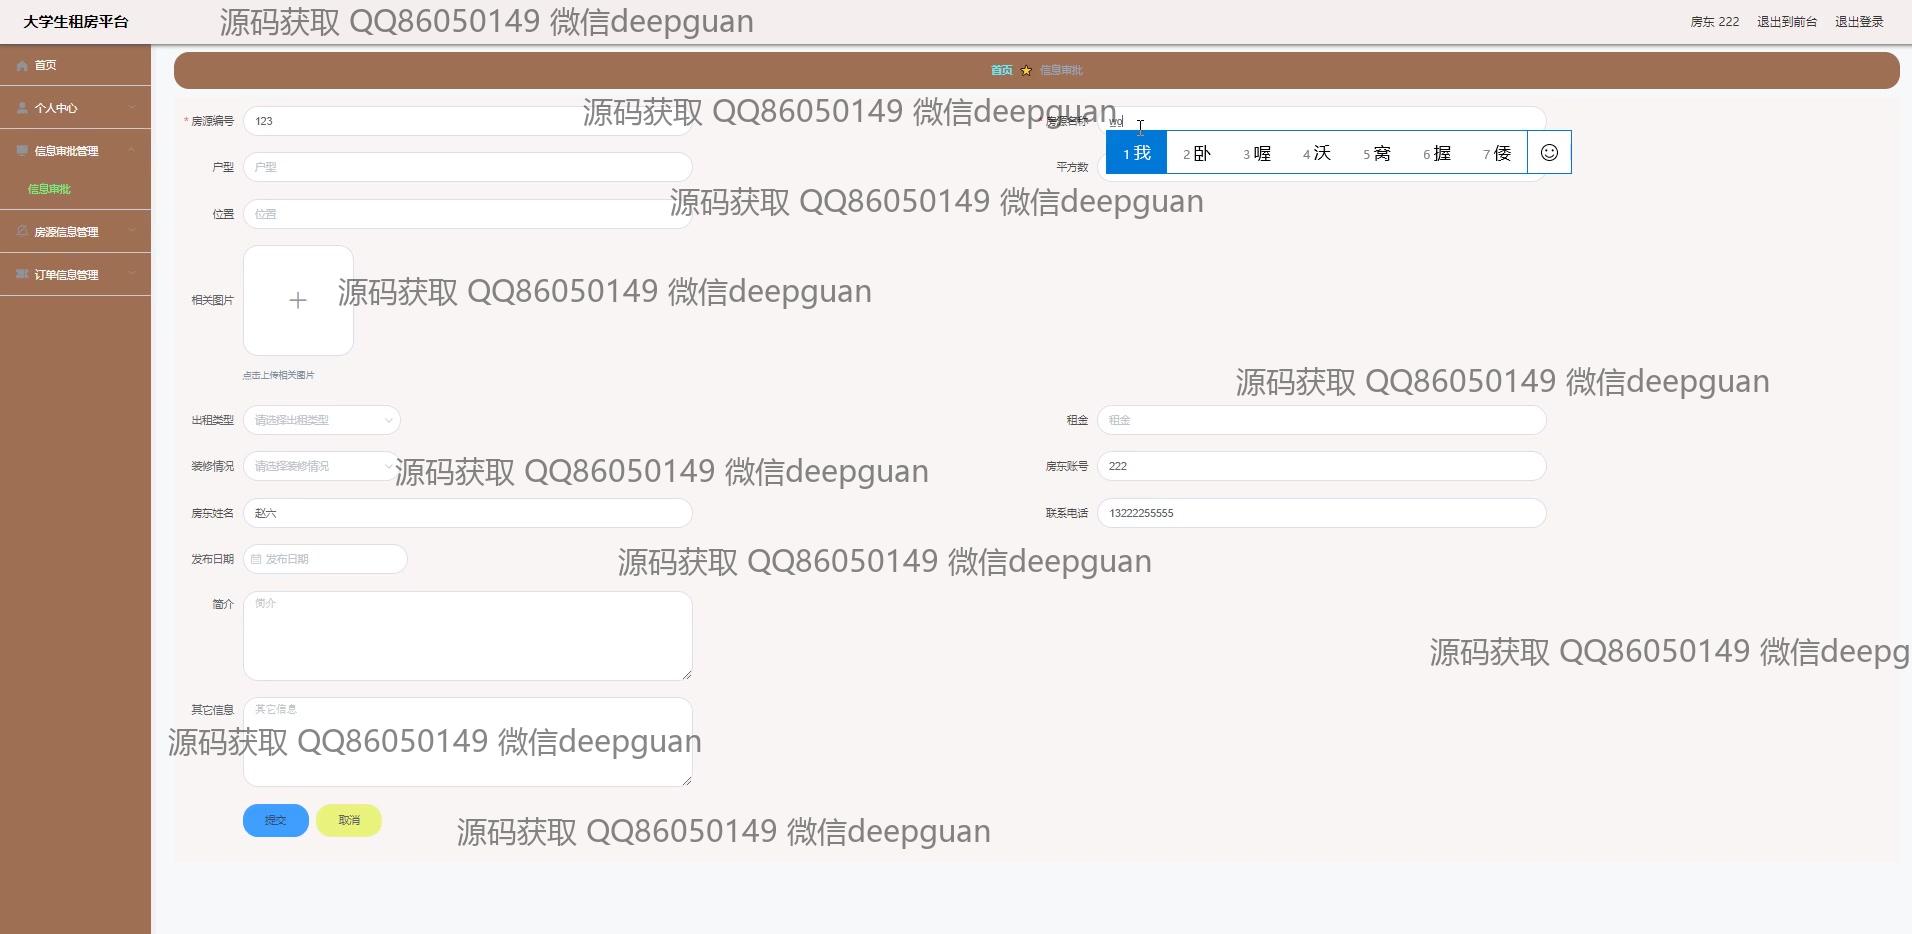 大学生租房平台
源码获取 QQ86050149 微信deepguan
房东 222 退出到前台 退出登录
首页
个人中心
信息审批管理
信息审批
房源信息管理
订单信息管理
首页 信息审批
源码获取 QQ86050149 微信deepguan
* 房源编号 123
房源名称 wo
1 我 2 卧 3 喔 4 沃 5 窝 6 握 7 倭
户型 户型
平方数
源码获取 QQ86050149 微信deepguan
位置 位置
相关图片
源码获取 QQ86050149 微信deepguan
点击上传相关图片
源码获取 QQ86050149 微信deepguan
出租类型 请选择出租类型
租金 租金
装修情况 请选择装修情况
源码获取 QQ86050149 微信deepguan
房东账号 222
房东姓名 赵六
联系电话 13222255555
发布日期 发布日期
源码获取 QQ86050149 微信deepguan
简介 简介
源码获取 QQ86050149 微信deepg
其它信息 其它信息
源码获取 QQ86050149 微信deepguan
提交 取消
源码获取 QQ86050149 微信deepguan